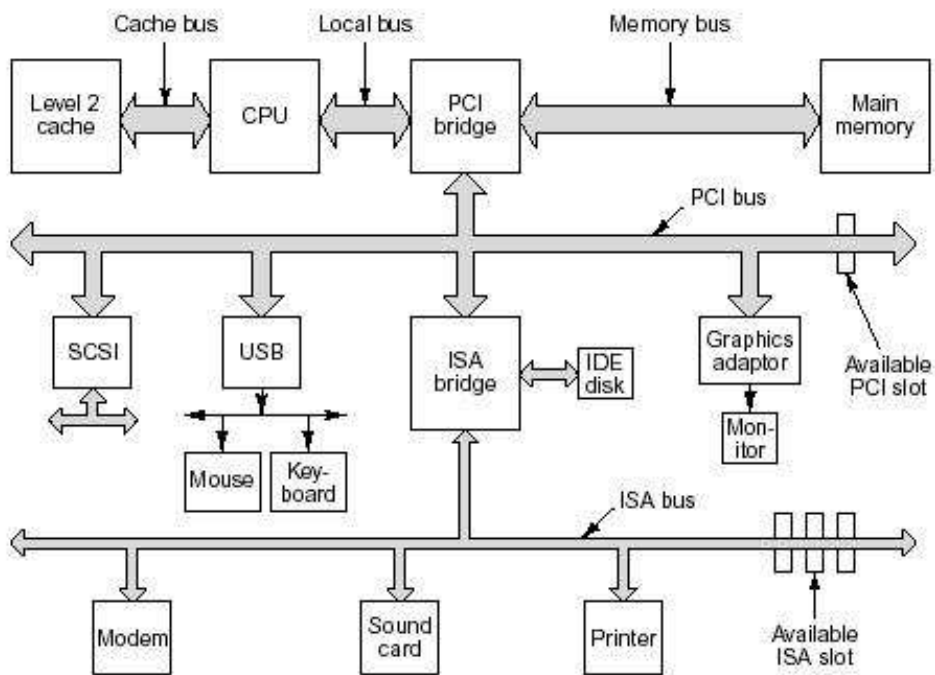 Cache bus
Local bus
Memory bus
Level 2
cache
CPU
PCI
bridge
Main
memory
PCI bus
SCSI
USB
ISA
bridge
IDE
disk
Graphics
adaptor
Available
PCI slot
Mon-
itor
Mouse
Key-
board
ISA bus
Modem
Sound
card
Printer
Available
ISA slot